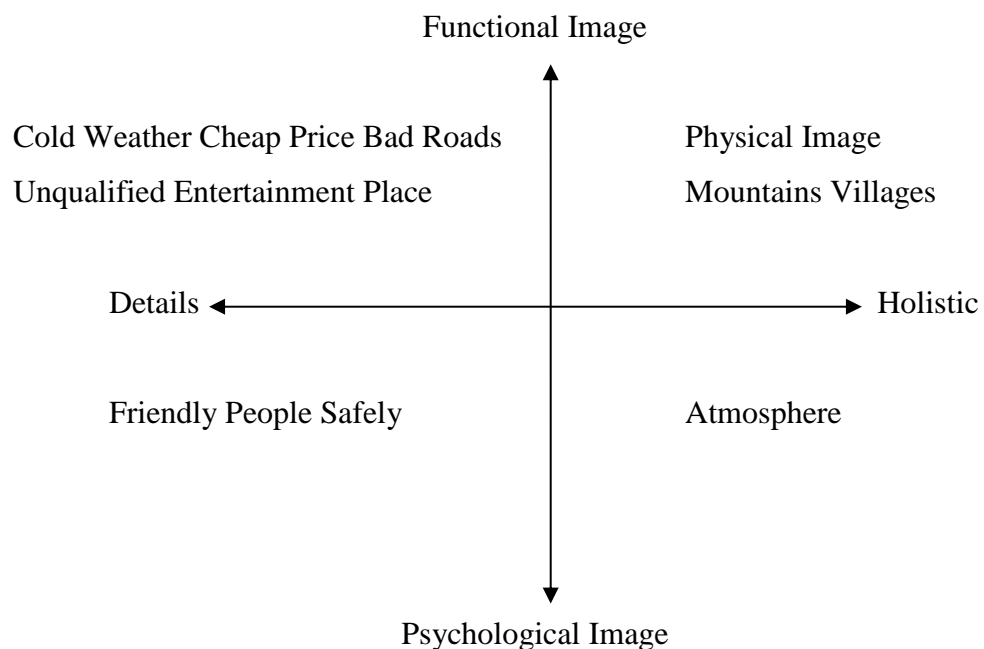 Functional Image
Cold Weather Cheap Price Bad Roads
Unqualified Entertainment Place
Physical Image
Mountains Villages
Details
Holistic
Friendly People Safely
Atmosphere
Psychological Image